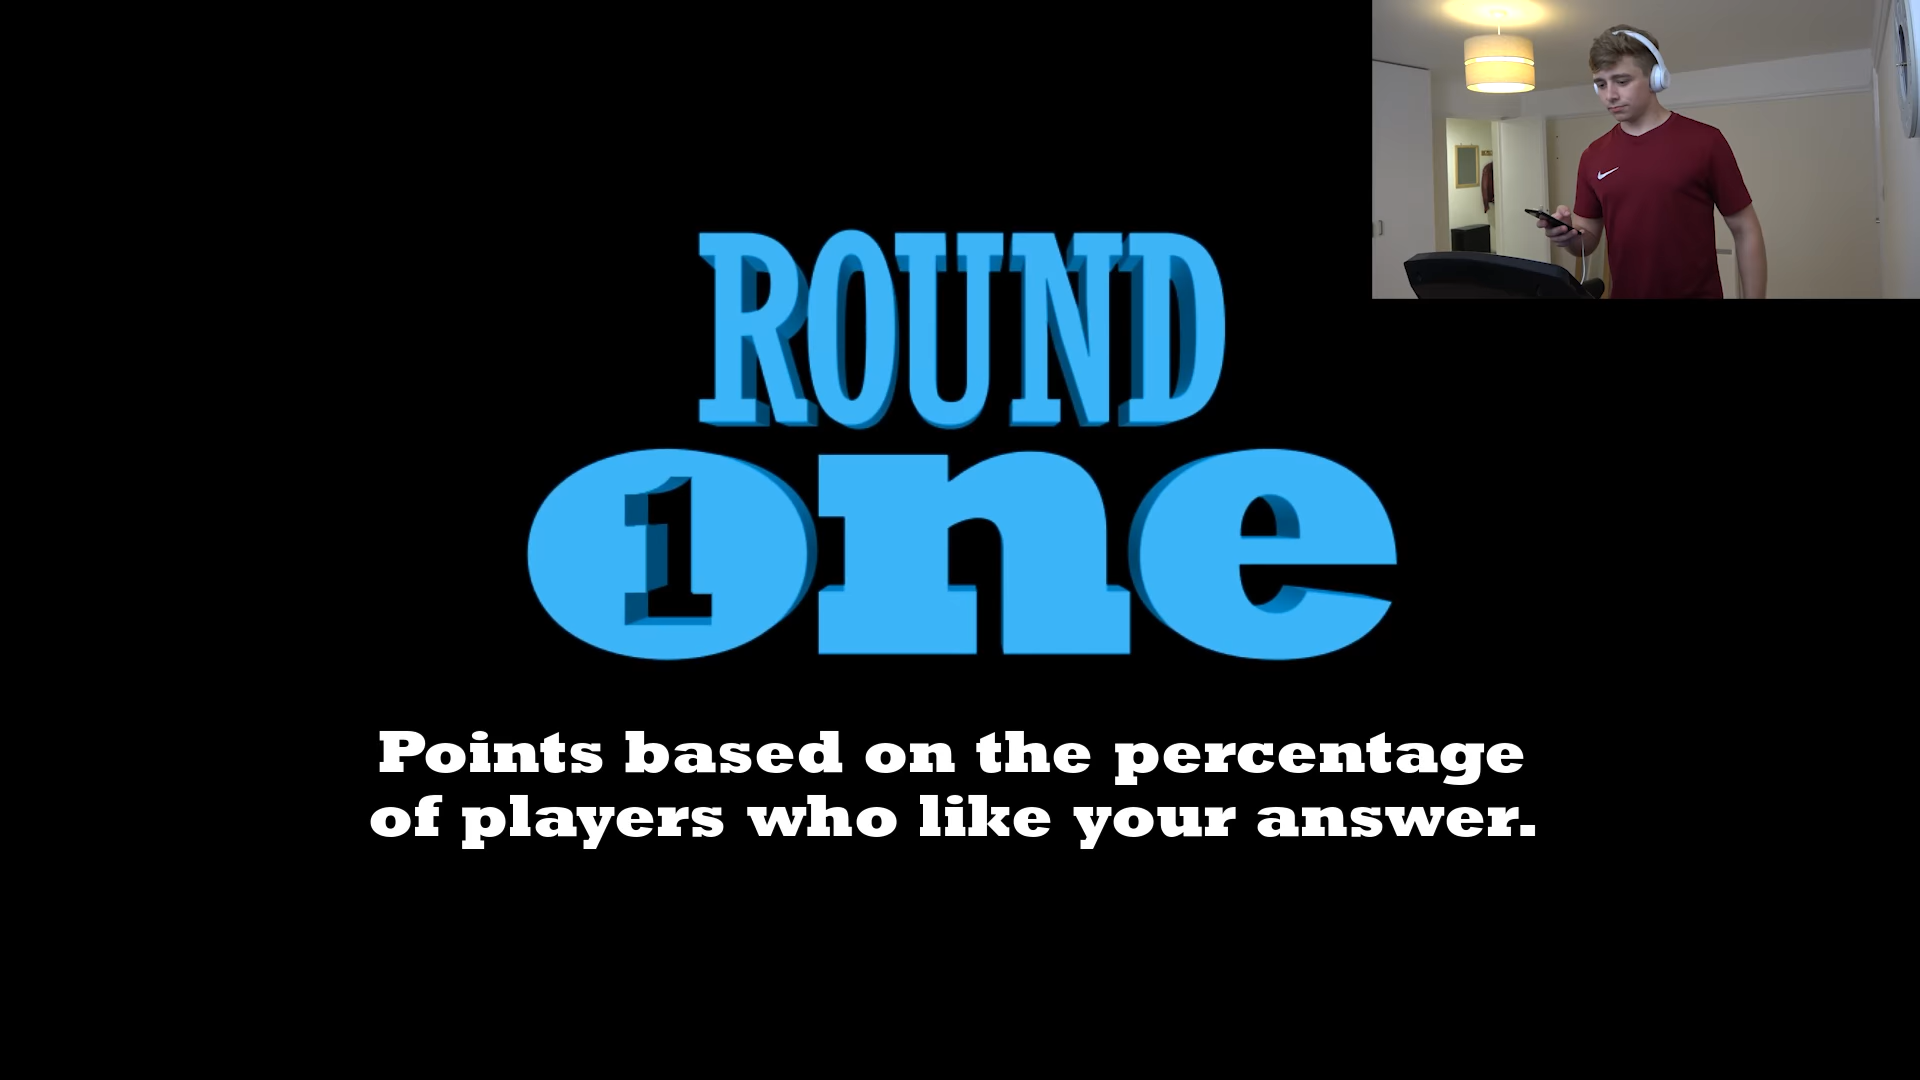 ROUND
One
1
Points based on the percentage
of players who like your answer.